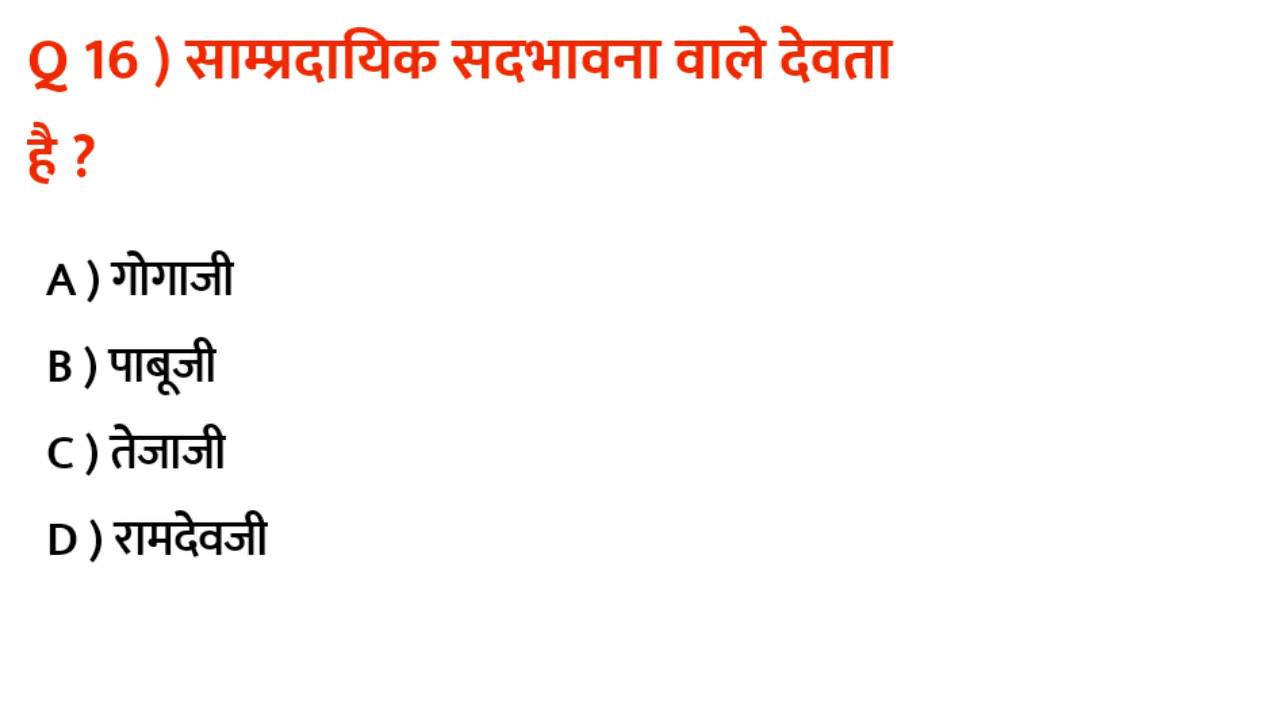 Q 16 ) साम्प्रदायिक सदभावना वाले देवता
है ?
A ) गोगाजी
B ) पाबूजी
C ) तेजाजी
D ) रामदेवजी